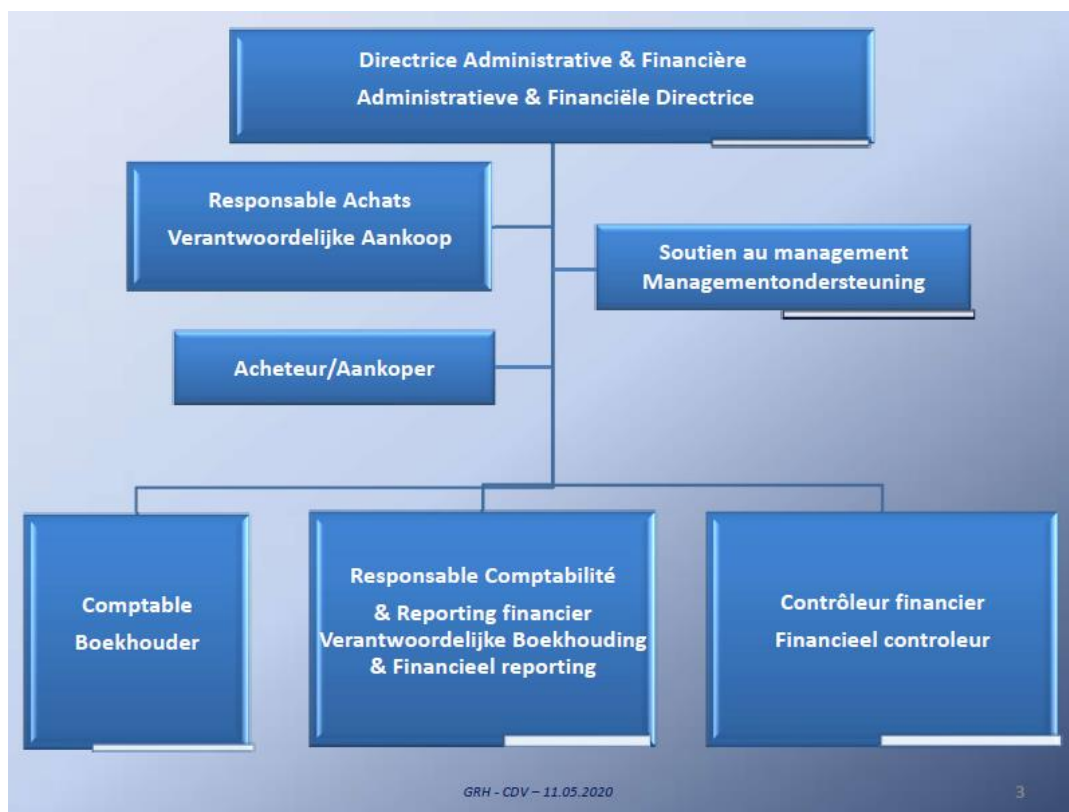 Directrice Administrative & Financière
Administratieve & Financiële Directrice
Responsable Achats
Verantwoordelijke Aankoop
Soutien au management
Managementondersteuning
Acheteur/Aankoper
Comptable
Boekhouder
Responsable Comptabilité
& Reporting financier
Verantwoordelijke Boekhouding
& Financieel reporting
Contrôleur financier
Financieel controleur
GRH - CDV – 11.05.2020
3